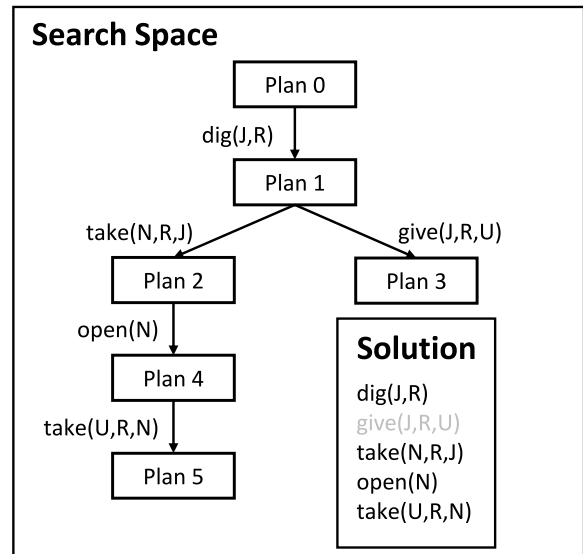 Search Space
Plan 0
dig(J,R)
Plan 1
take(N,R,J)
give(J,R,U)
Plan 2
Plan 3
open(N)
Plan 4
take(U,R,N)
Plan 5
Solution
dig(J,R)
give(J,R,U)
take(N,R,J)
open(N)
take(U,R,N)